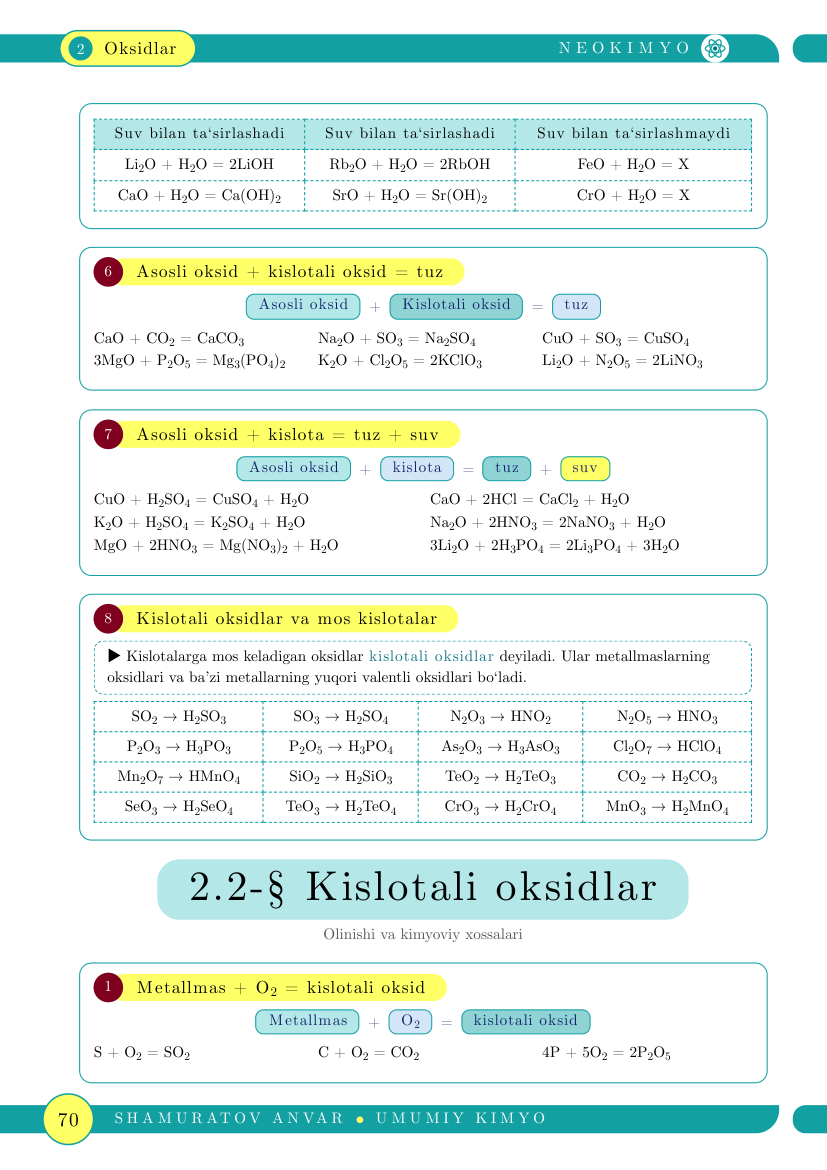 2 Oksidlar NEOKIMYO
Suv bilan ta‘sirlashadi Suv bilan ta‘sirlashadi Suv bilan ta‘sirlashmaydi
Li₂O + H₂O = 2LiOH Rb₂O + H₂O = 2RbOH FeO + H₂O = X
CaO + H₂O = Ca(OH)₂ SrO + H₂O = Sr(OH)₂ CrO + H₂O = X
6 Asosli oksid + kislotali oksid = tuz
Asosli oksid + Kislotali oksid = tuz
CaO + CO₂ = CaCO₃ Na₂O + SO₃ = Na₂SO₄ CuO + SO₃ = CuSO₄
3MgO + P₂O₅ = Mg₃(PO₄)₂ K₂O + Cl₂O₅ = 2KClO₃ Li₂O + N₂O₅ = 2LiNO₃
7 Asosli oksid + kislota = tuz + suv
Asosli oksid + kislota = tuz + suv
CuO + H₂SO₄ = CuSO₄ + H₂O CaO + 2HCl = CaCl₂ + H₂O
K₂O + H₂SO₄ = K₂SO₄ + H₂O Na₂O + 2HNO₃ = 2NaNO₃ + H₂O
MgO + 2HNO₃ = Mg(NO₃)₂ + H₂O 3Li₂O + 2H₃PO₄ = 2Li₃PO₄ + 3H₂O
8 Kislotali oksidlar va mos kislotalar
▶ Kislotalarga mos keladigan oksidlar kislotali oksidlar deyiladi. Ular metallmaslarning
oksidlari va ba’zi metallarning yuqori valentli oksidlari bo‘ladi.
SO₂ → H₂SO₃ SO₃ → H₂SO₄ N₂O₃ → HNO₂ N₂O₅ → HNO₃
P₂O₃ → H₃PO₃ P₂O₅ → H₃PO₄ As₂O₃ → H₃AsO₃ Cl₂O₇ → HClO₄
Mn₂O₇ → HMnO₄ SiO₂ → H₂SiO₃ TeO₂ → H₂TeO₃ CO₂ → H₂CO₃
SeO₃ → H₂SeO₄ TeO₃ → H₂TeO₄ CrO₃ → H₂CrO₄ MnO₃ → H₂MnO₄
2.2-§ Kislotali oksidlar
Olinishi va kimyoviy xossalari
1 Metallmas + O₂ = kislotali oksid
Metallmas + O₂ = kislotali oksid
S + O₂ = SO₂ C + O₂ = CO₂ 4P + 5O₂ = 2P₂O₅
70 SHAMURATOV ANVAR • UMUMIY KIMYO